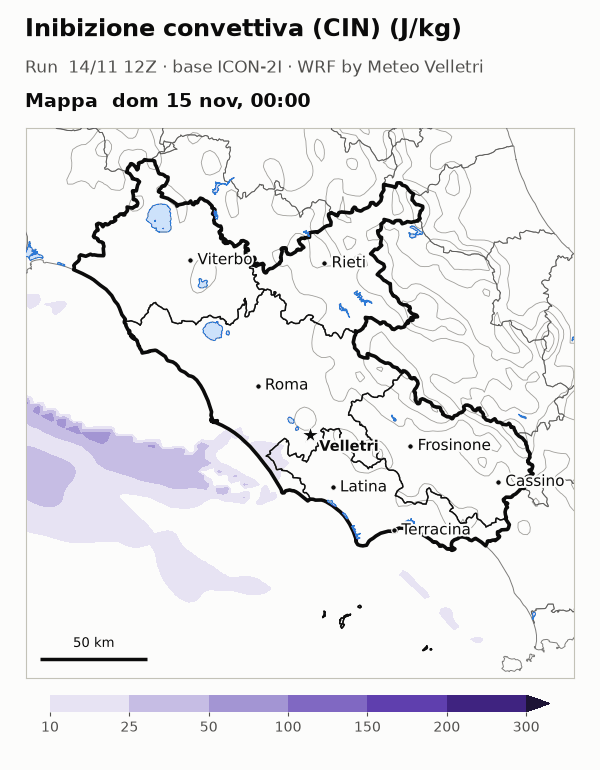 Inibizione convettiva (CIN) (J/kg)
Run  14/11 12Z · base ICON-2I · WRF by Meteo Velletri
Mappa  dom 15 nov, 00:00
Viterbo
Rieti
Roma
Velletri
Frosinone
Cassino
Latina
Terracina
50 km
10 25 50 100 150 200 300